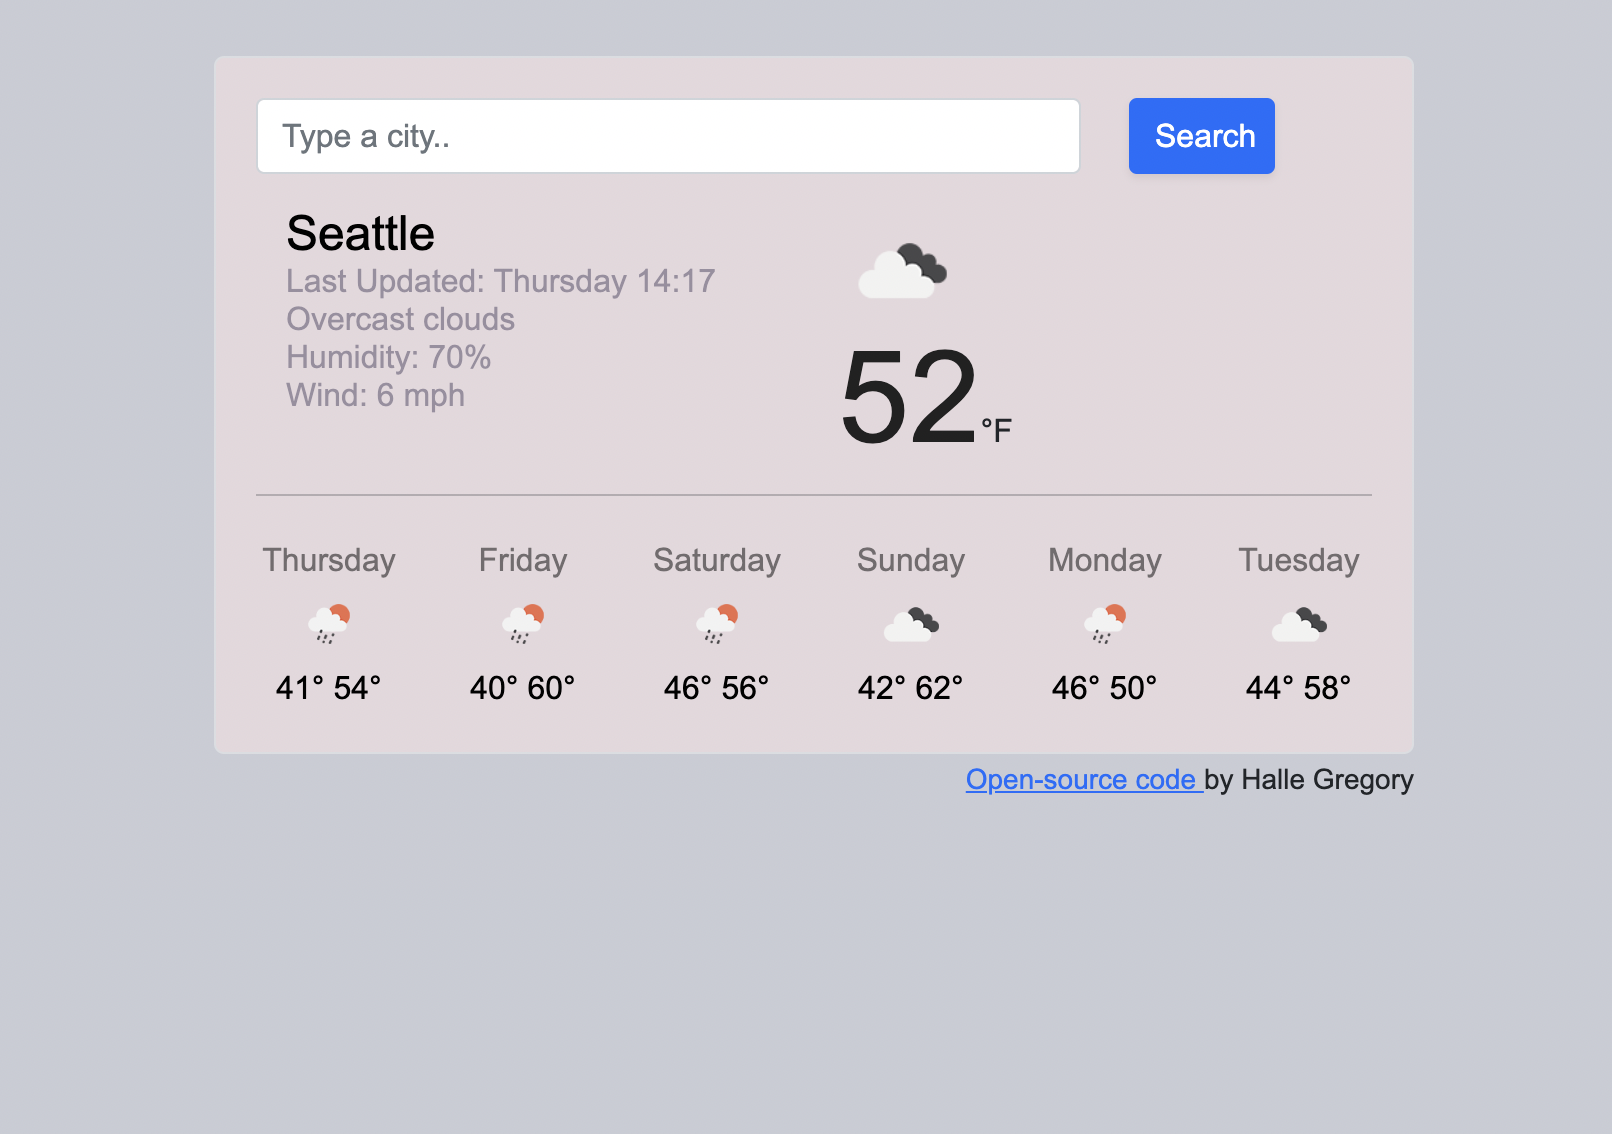 Type a city..
Search
Seattle
Last Updated: Thursday 14:17
Overcast clouds
Humidity: 70%
Wind: 6 mph
52 °F
Thursday Friday Saturday Sunday Monday Tuesday
41° 54° 40° 60° 46° 56° 42° 62° 46° 50° 44° 58°
Open-source code by Halle Gregory